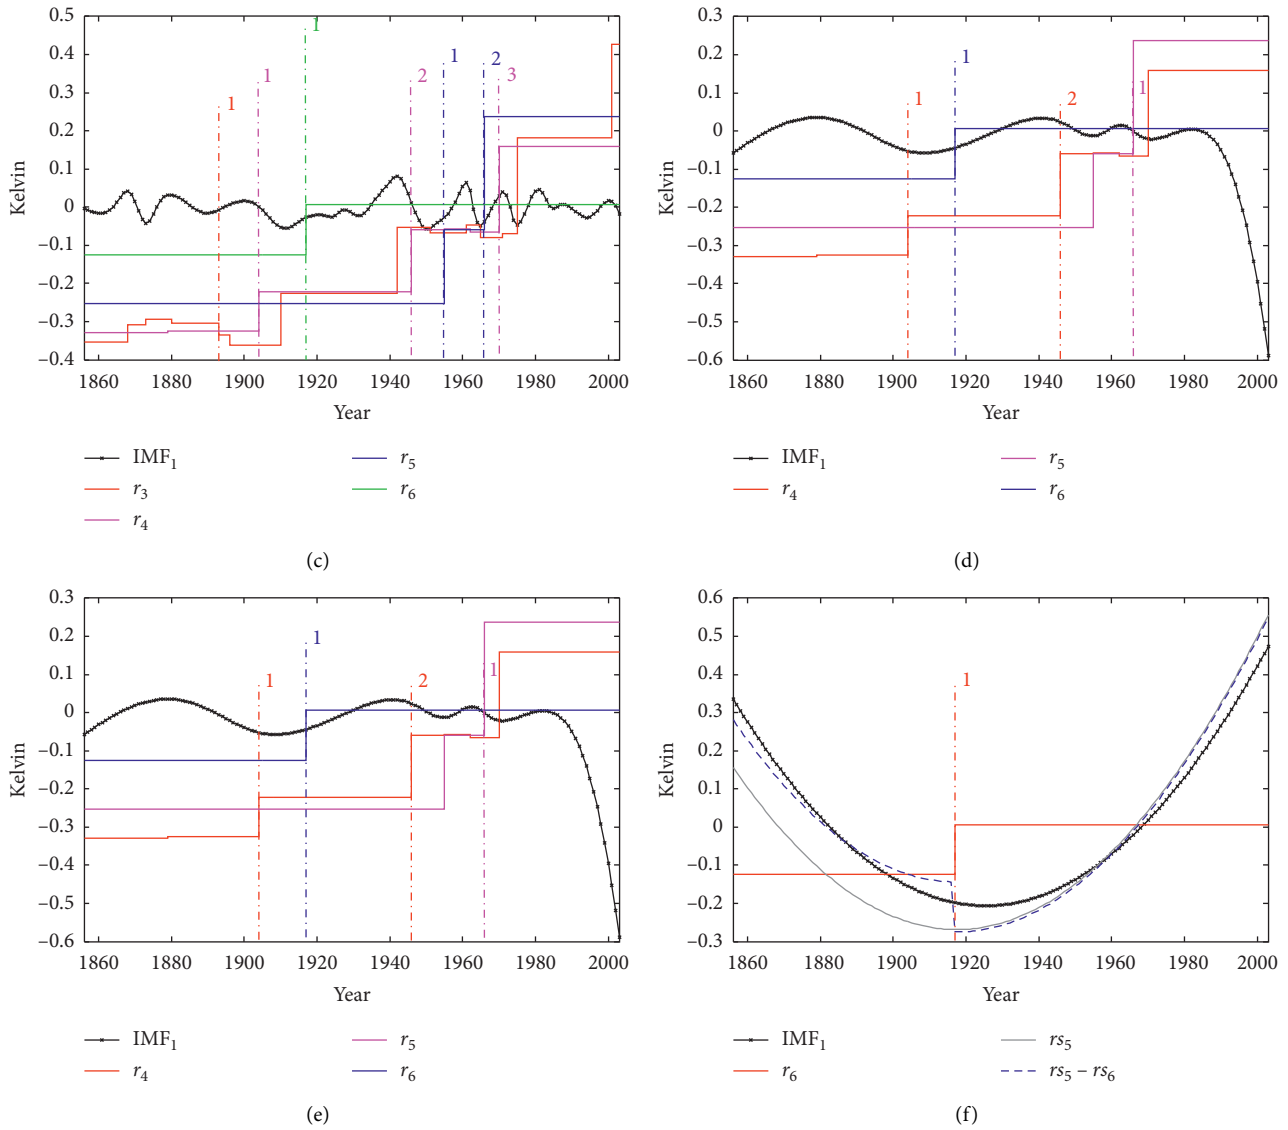 0.5
0.4
0.3
0.2
0.1
0
–0.1
–0.2
–0.3
–0.4
Kelvin
1
1
1
2
1
2
3
1860 1880 1900 1920 1940 1960 1980 2000
Year
IMF1
r3
r4
r5
r6
(c)
0.3
0.2
0.1
0
–0.1
–0.2
–0.3
–0.4
–0.5
–0.6
Kelvin
1
1
2
1
1860 1880 1900 1920 1940 1960 1980 2000
Year
IMF1
r4
r5
r6
(d)
0.3
0.2
0.1
0
–0.1
–0.2
–0.3
–0.4
–0.5
–0.6
Kelvin
1
1
2
1
1860 1880 1900 1920 1940 1960 1980 2000
Year
IMF1
r4
r5
r6
(e)
0.6
0.5
0.4
0.3
0.2
0.1
0
–0.1
0.2
–0.3
Kelvin
1
1860 1880 1900 1920 1940 1960 1980 2000
Year
IMF1
r6
rs5
rs5 – rs6
(f)